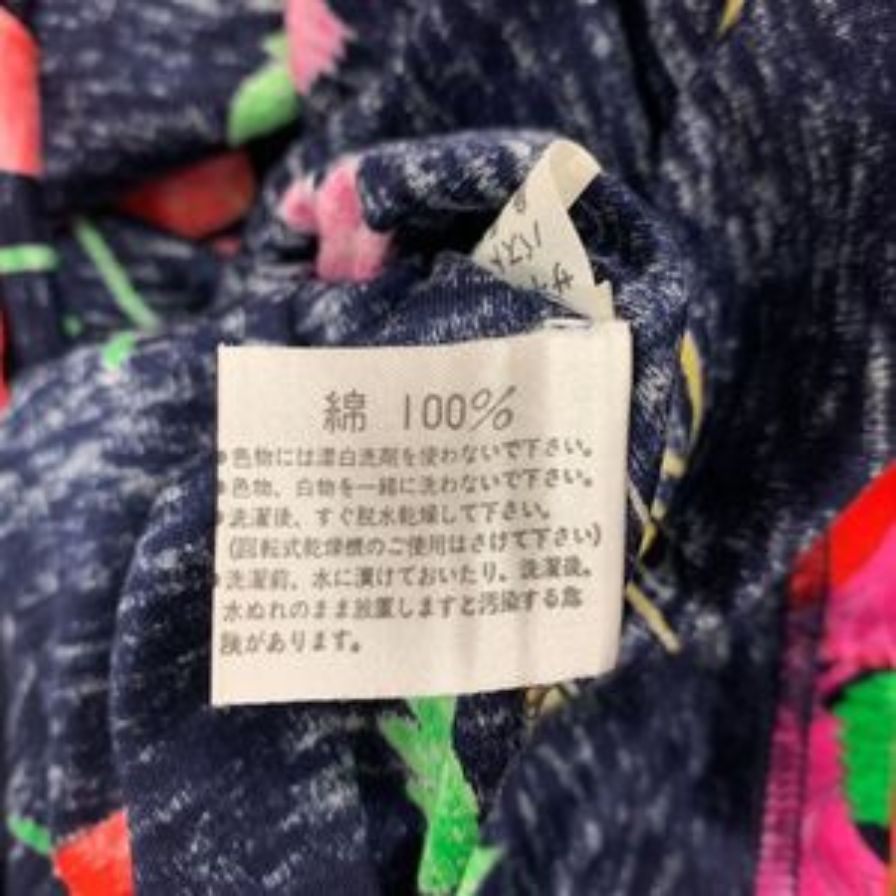 バスト
サイ
綿 100%
●色物には漂白洗剤を使わないで下さい。
●色物、白物を一緒に洗わないで下さい。
●洗濯後、すぐ脱水乾燥して下さい。
(回転式乾燥機のご使用はさけて下さい)
●洗濯前、水に漬けておいたり、洗濯後。
水ぬれのまま放置しますと汚染する危
険があります。